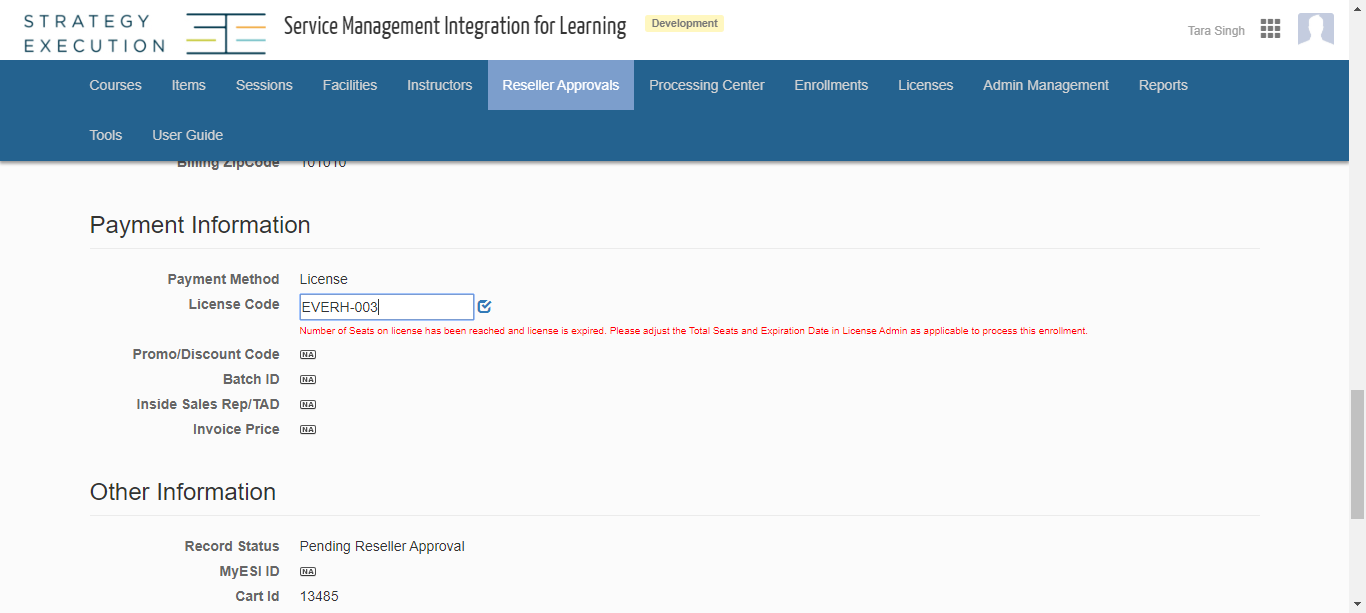 STRATEGY
EXECUTION
Service Management Integration for Learning
Development
Tara Singh
Courses Items Sessions Facilities Instructors Reseller Approvals Processing Center Enrollments Licenses Admin Management Reports
Tools User Guide
Billing ZipCode 101010
Payment Information
Payment Method License
License Code EVERH-003
Number of Seats on license has been reached and license is expired. Please adjust the Total Seats and Expiration Date in License Admin as applicable to process this enrollment.
Promo/Discount Code NA
Batch ID NA
Inside Sales Rep/TAD NA
Invoice Price NA
Other Information
Record Status Pending Reseller Approval
MyESI ID NA
Cart Id 13485